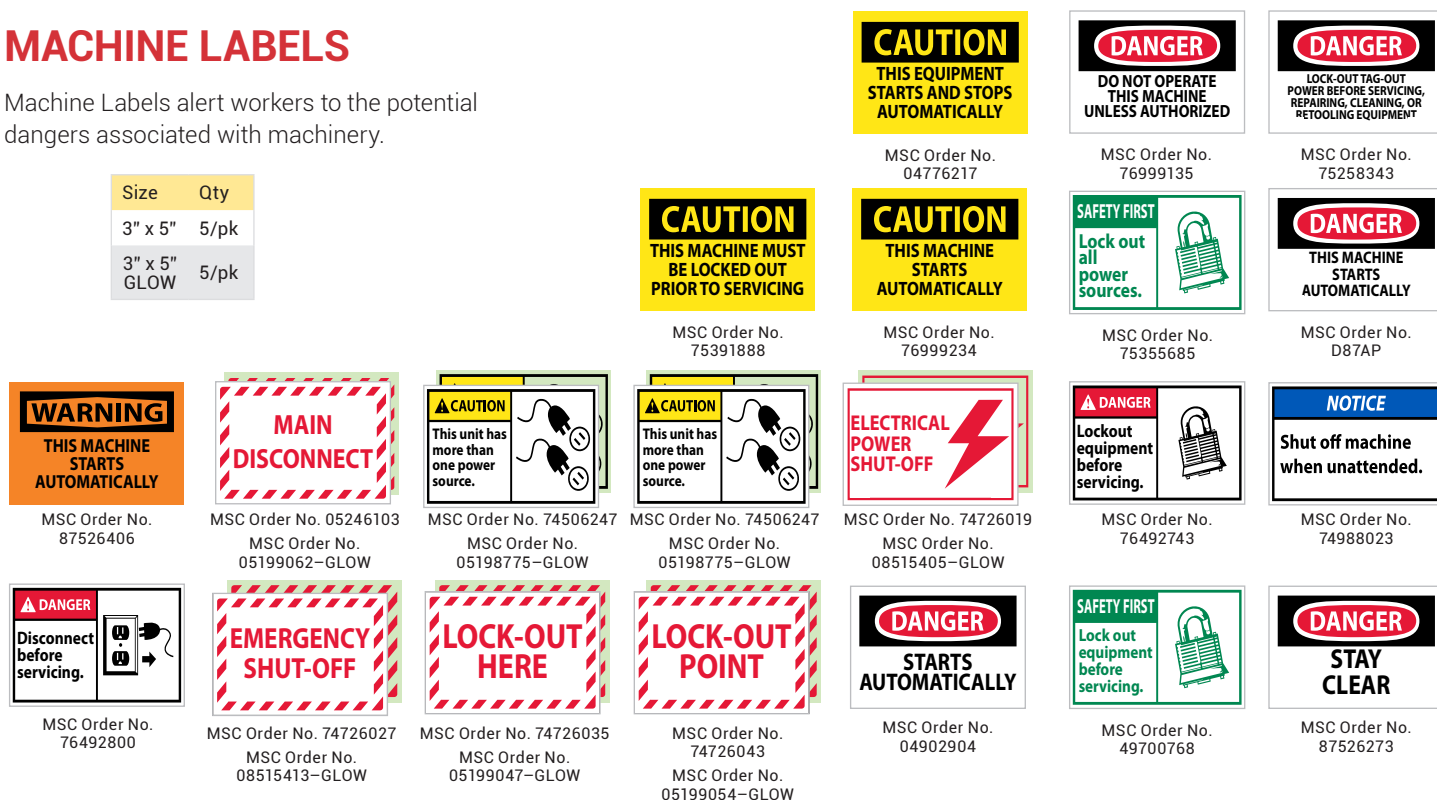 MACHINE LABELS
Machine Labels alert workers to the potential
dangers associated with machinery.
Size Qty
3" x 5" 5/pk
3" x 5"
GLOW 5/pk
CAUTION
THIS EQUIPMENT
STARTS AND STOPS
AUTOMATICALLY
MSC Order No.
04776217
DANGER
DO NOT OPERATE
THIS MACHINE
UNLESS AUTHORIZED
MSC Order No.
76999135
DANGER
LOCK-OUT TAG-OUT
POWER BEFORE SERVICING,
REPAIRING, CLEANING, OR
RETOOLING EQUIPMENT
MSC Order No.
75258343
CAUTION
THIS MACHINE MUST
BE LOCKED OUT
PRIOR TO SERVICING
MSC Order No.
75391888
CAUTION
THIS MACHINE
STARTS
AUTOMATICALLY
MSC Order No.
76999234
SAFETY FIRST
Lock out
all
power
sources.
MSC Order No.
75355685
DANGER
THIS MACHINE
STARTS
AUTOMATICALLY
MSC Order No.
D87AP
WARNING
THIS MACHINE
STARTS
AUTOMATICALLY
MSC Order No.
87526406
MAIN
DISCONNECT
MSC Order No. 05246103
MSC Order No.
05199062–GLOW
CAUTION
This unit has
more than
one power
source.
MSC Order No. 74506247
MSC Order No.
05198775–GLOW
CAUTION
This unit has
more than
one power
source.
MSC Order No. 74506247
MSC Order No.
05198775–GLOW
ELECTRICAL
POWER
SHUT-OFF
MSC Order No. 74726019
MSC Order No.
08515405–GLOW
DANGER
Lockout
equipment
before
servicing.
MSC Order No.
76492743
NOTICE
Shut off machine
when unattended.
MSC Order No.
74988023
DANGER
Disconnect
before
servicing.
MSC Order No.
76492800
EMERGENCY
SHUT-OFF
MSC Order No. 74726027
MSC Order No.
08515413–GLOW
LOCK-OUT
HERE
MSC Order No. 74726035
MSC Order No.
05199047–GLOW
LOCK-OUT
POINT
MSC Order No.
74726043
MSC Order No.
05199054–GLOW
DANGER
STARTS
AUTOMATICALLY
MSC Order No.
04902904
SAFETY FIRST
Lock out
equipment
before
servicing.
MSC Order No.
49700768
DANGER
STAY
CLEAR
MSC Order No.
87526273